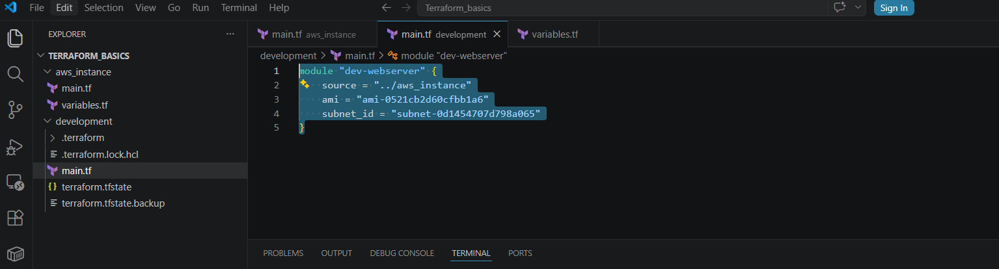 File Edit Selection View Go Run Terminal Help
Terraform_basics
Sign In
EXPLORER
TERRAFORM_BASICS
aws_instance
main.tf
variables.tf
development
.terraform
.terraform.lock.hcl
main.tf
terraform.tfstate
terraform.tfstate.backup
main.tf aws_instance
main.tf development
variables.tf
development > main.tf > module "dev-webserver"
1 module "dev-webserver" {
2 source = "../aws_instance"
3 ami = "ami-0521cb2d60cfbb1a6"
4 subnet_id = "subnet-0d1454707d798a065"
5 }
PROBLEMS OUTPUT DEBUG CONSOLE TERMINAL PORTS